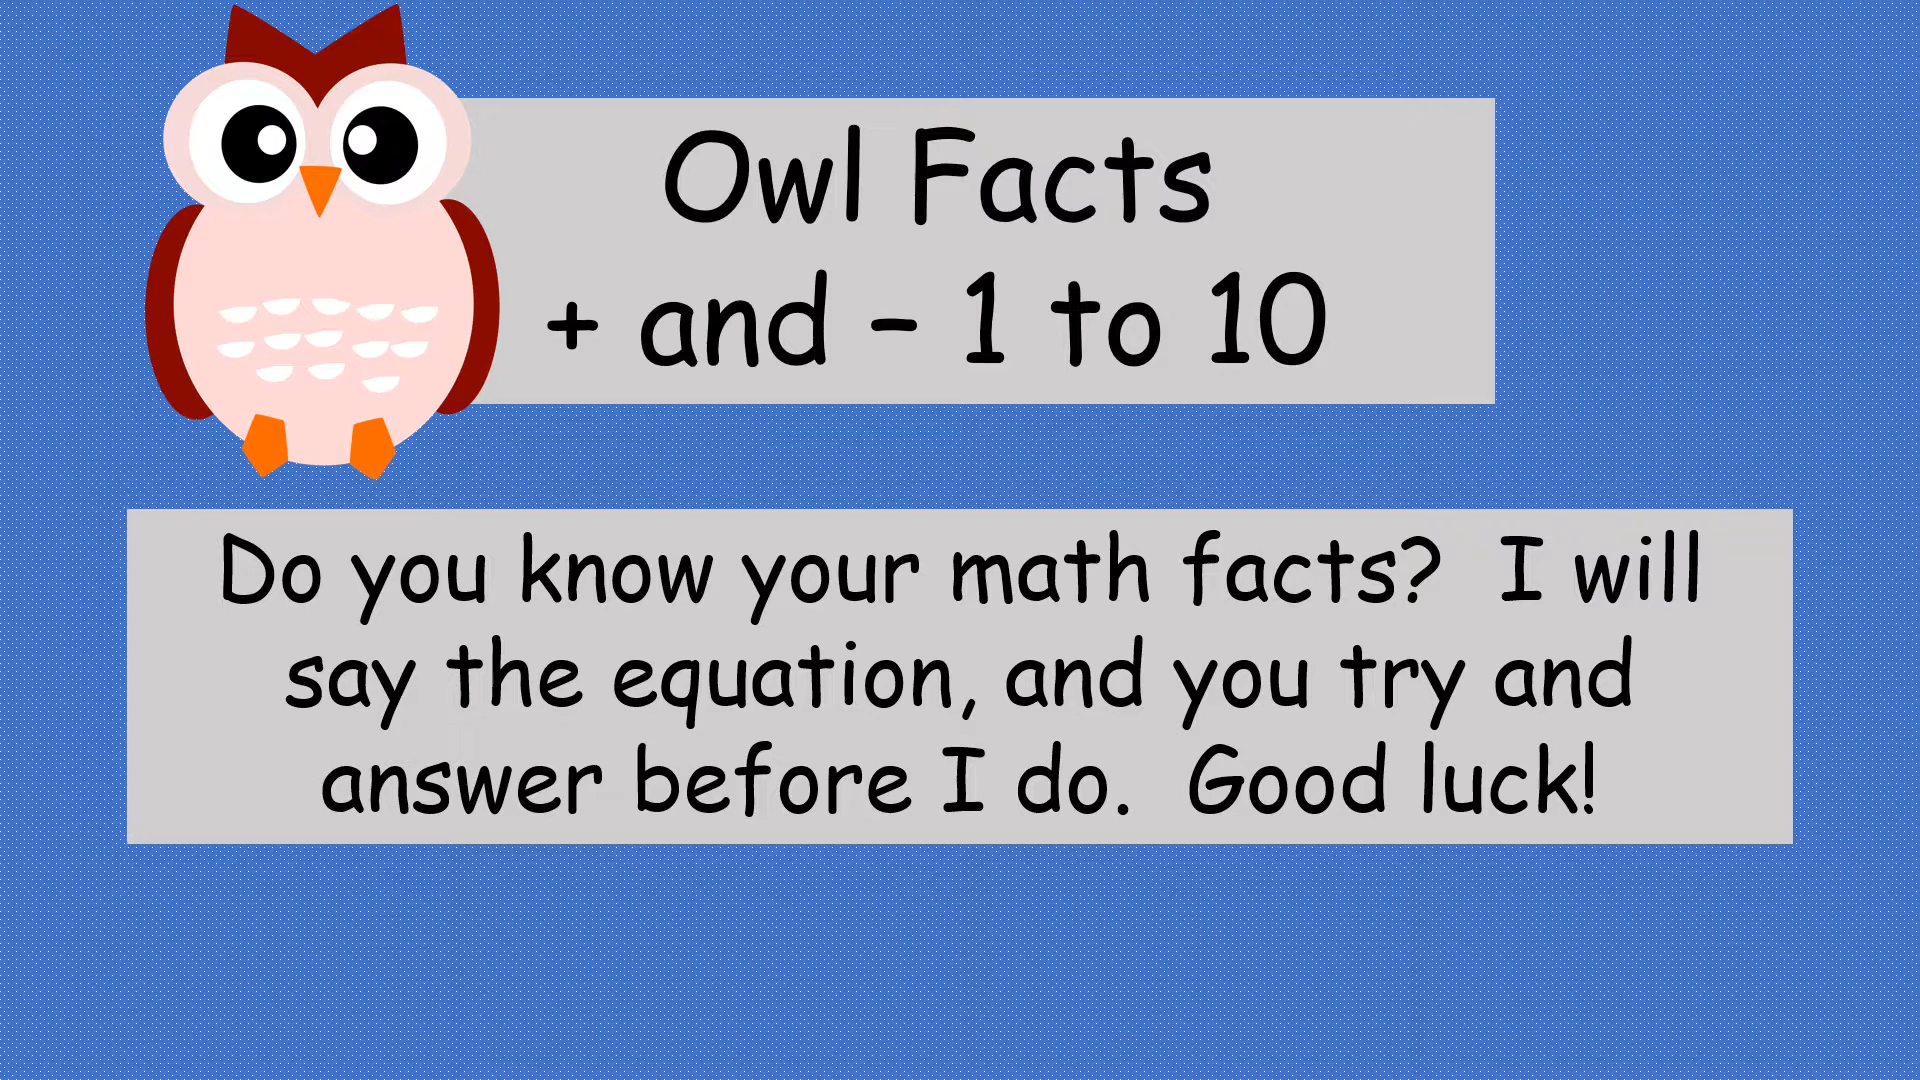 Owl Facts
+ and – 1 to 10
Do you know your math facts?  I will
say the equation, and you try and
answer before I do.  Good luck!